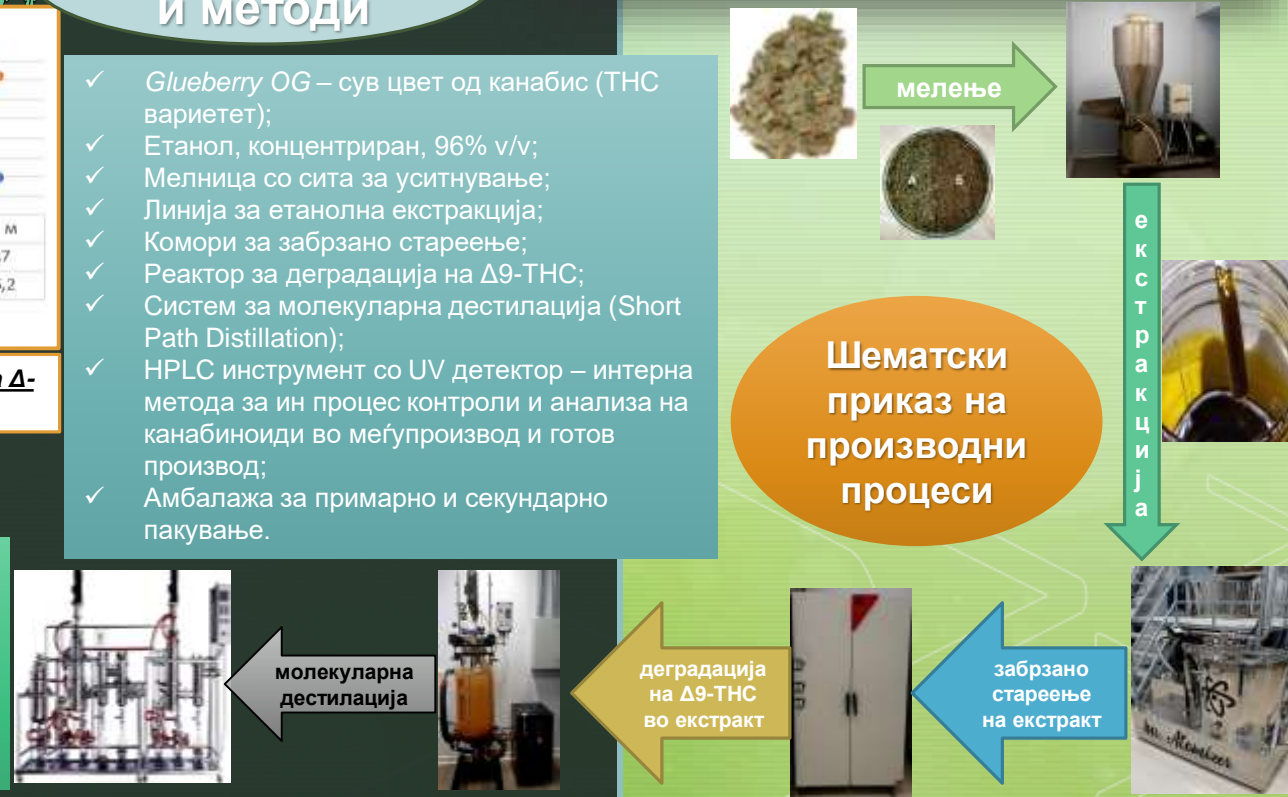 и методи
✓ Glueberry OG – сув цвет од канабис (THC
вариетет);
✓ Етанол, концентриран, 96% v/v;
✓ Мелница со сита за уситнување;
✓ Линија за етанолна екстракција;
✓ Комори за забрзано стареење;
✓ Реактор за деградација на Δ9-THC;
✓ Систем за молекуларна дестилација (Short
Path Distillation);
✓ HPLC инструмент со UV детектор – интерна
метода за ин процес контроли и анализа на
канабиноиди во меѓупроизвод и готов
производ;
✓ Амбалажа за примарно и секундарно
пакување.
м
,7
,2
Δ-
мелење
А Б
екстракција
Шематски
приказ на
производни
процеси
забрзано
стареење
на екстракт
деградација
на Δ9-THC
во екстракт
молекуларна
дестилација